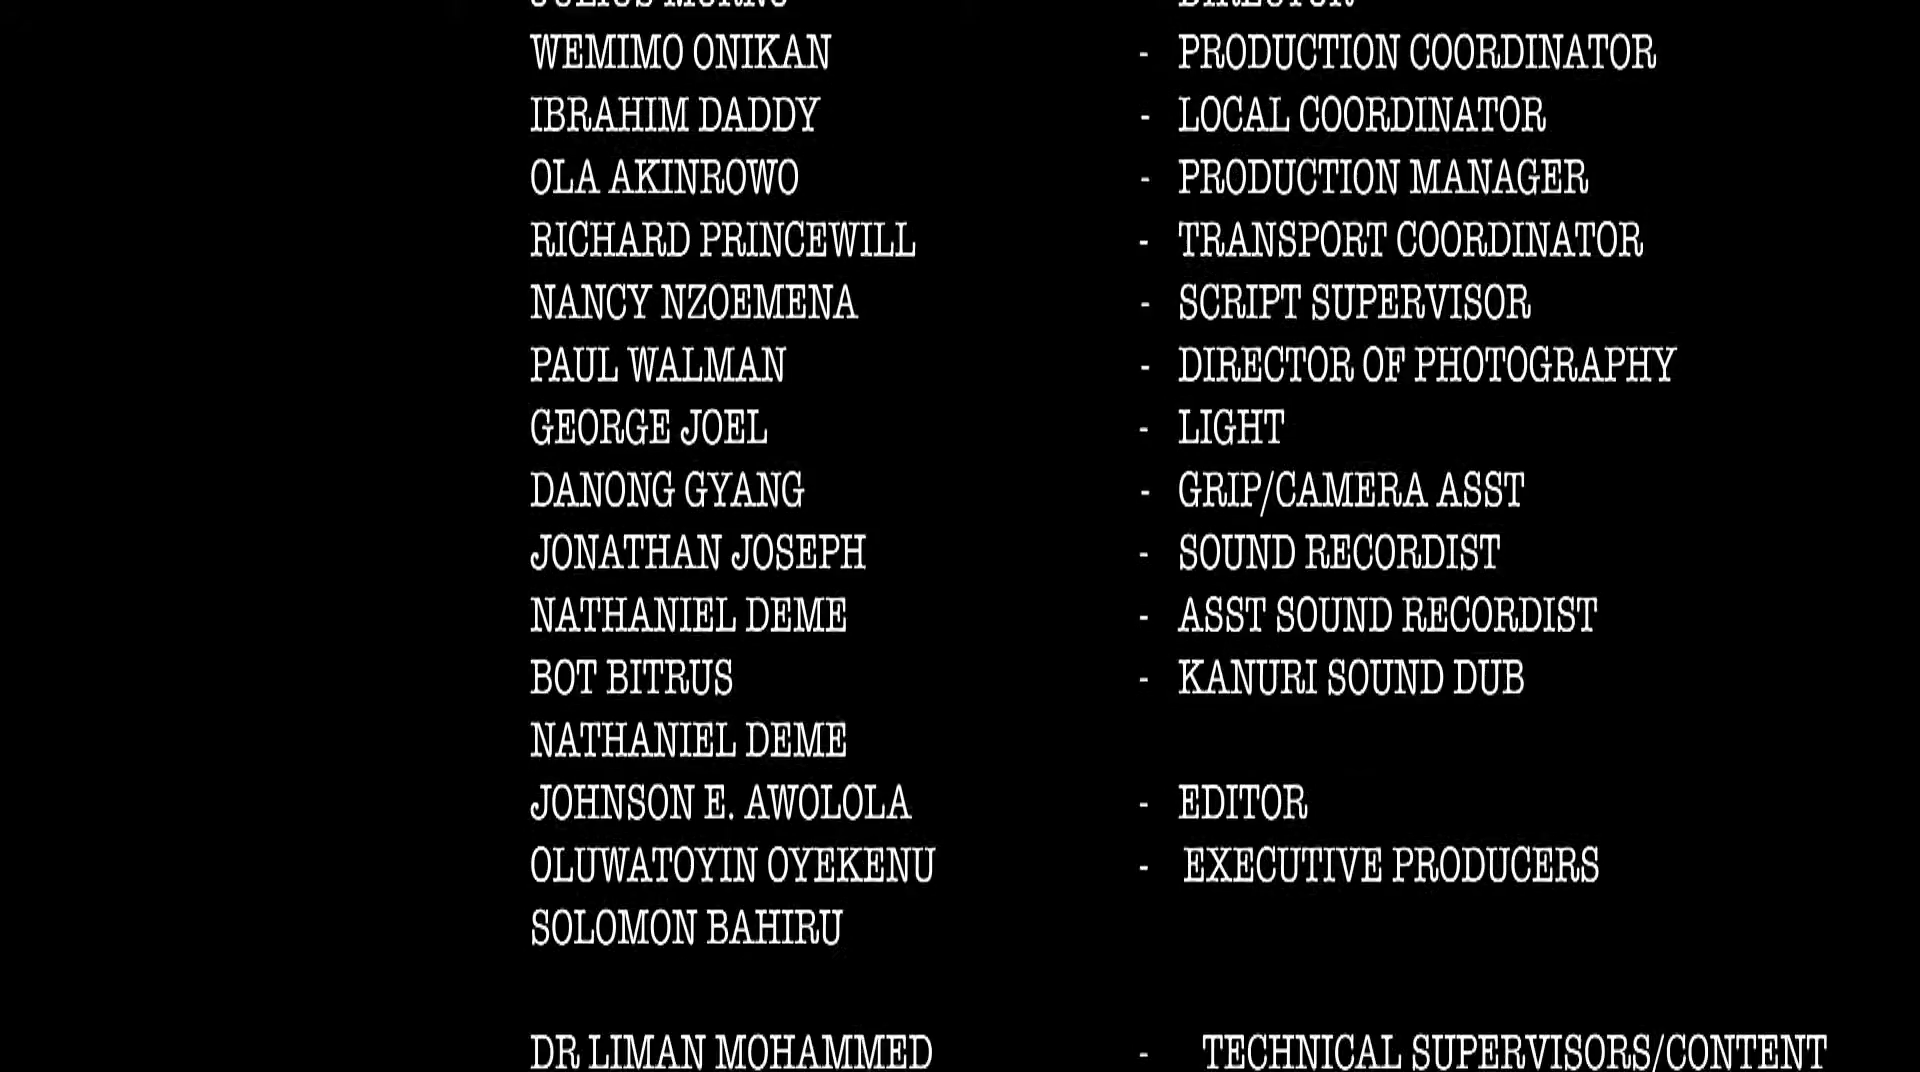 DIRECTOR
WEMIMO ONIKAN - PRODUCTION COORDINATOR
IBRAHIM DADDY - LOCAL COORDINATOR
OLA AKINROWO - PRODUCTION MANAGER
RICHARD PRINCEWILL - TRANSPORT COORDINATOR
NANCY NZOEMENA - SCRIPT SUPERVISOR
PAUL WALMAN - DIRECTOR OF PHOTOGRAPHY
GEORGE JOEL - LIGHT
DANONG GYANG - GRIP/CAMERA ASST
JONATHAN JOSEPH - SOUND RECORDIST
NATHANIEL DEME - ASST SOUND RECORDIST
BOT BITRUS - KANURI SOUND DUB
NATHANIEL DEME
JOHNSON E. AWOLOLA - EDITOR
OLUWATOYIN OYEKENU - EXECUTIVE PRODUCERS
SOLOMON BAHIRU
DR LIMAN MOHAMMED - TECHNICAL SUPERVISORS/CONTENT